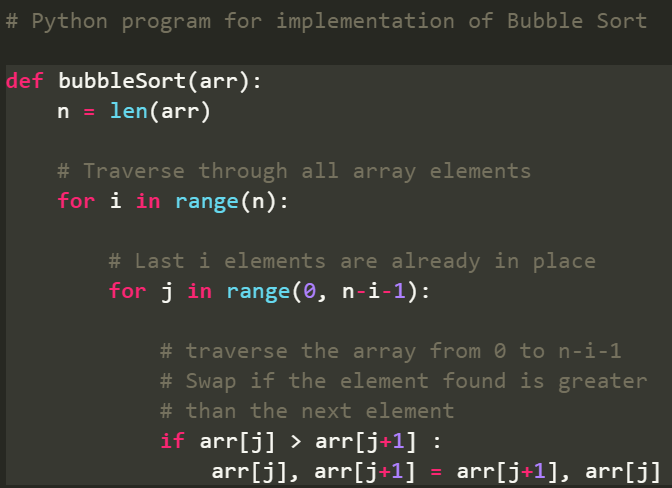 # Python program for implementation of Bubble Sort
def bubbleSort(arr):
    n = len(arr)
    # Traverse through all array elements
    for i in range(n):
        # Last i elements are already in place
        for j in range(0, n-i-1):
            # traverse the array from 0 to n-i-1
            # Swap if the element found is greater
            # than the next element
            if arr[j] > arr[j+1] :
                arr[j], arr[j+1] = arr[j+1], arr[j]